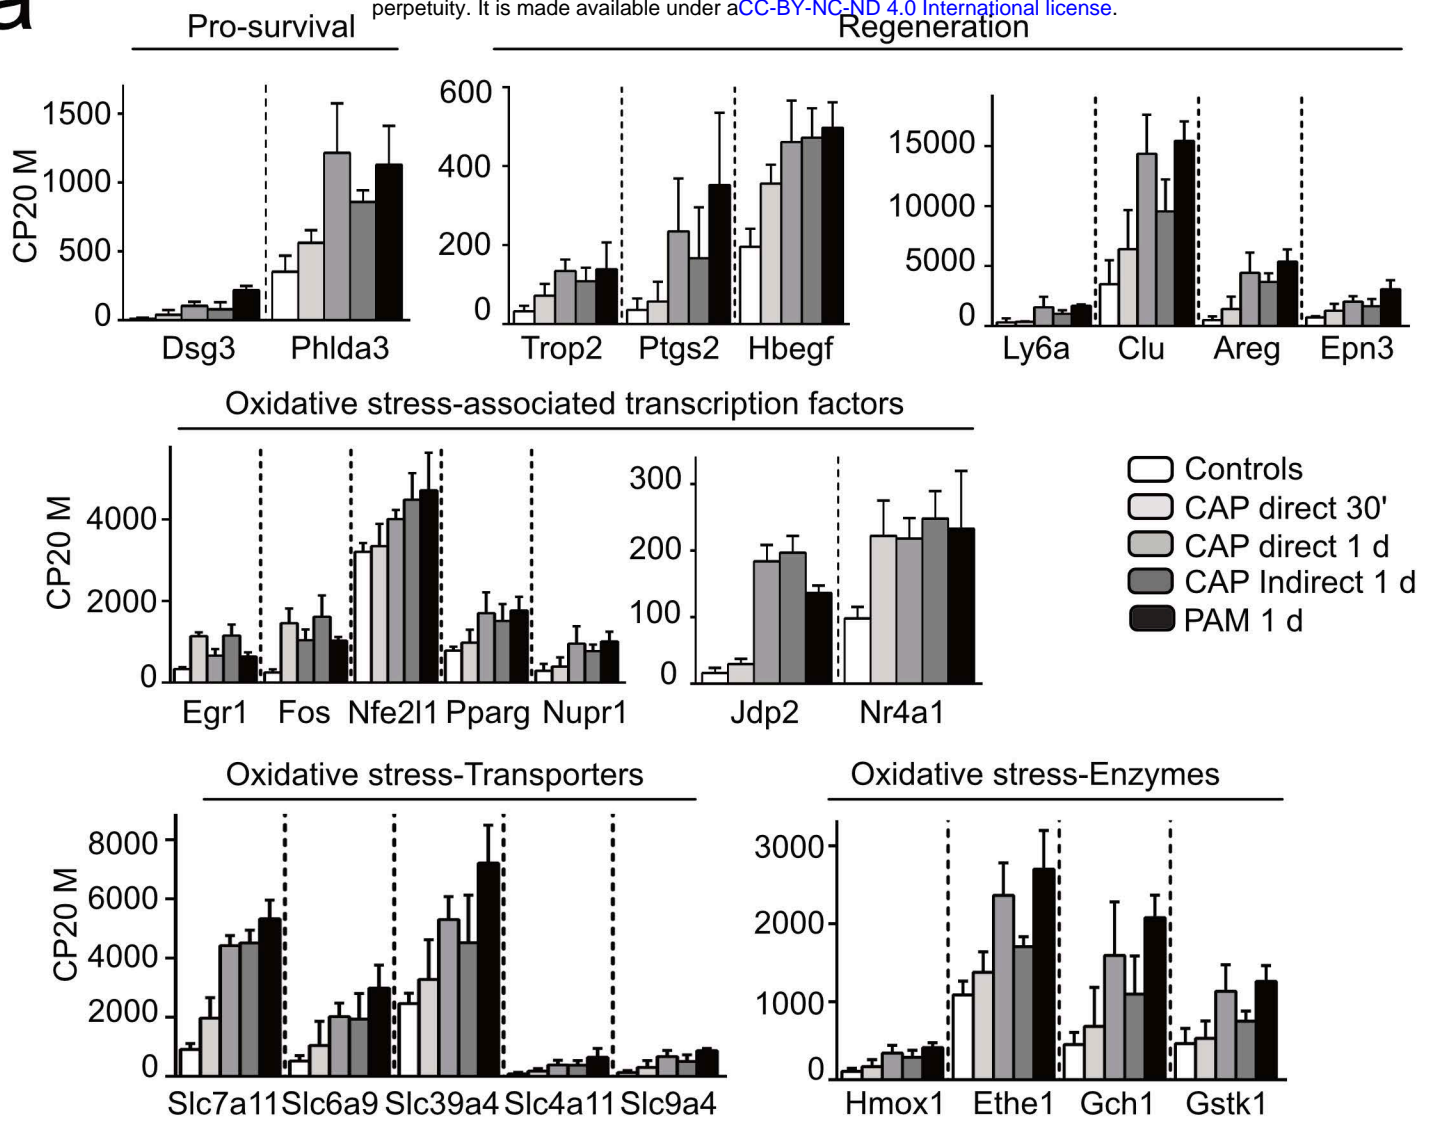 a
perpetuity. It is made available under aCC-BY-NC-ND 4.0 International license.
Pro-survival
Regeneration
CP20 M
1500
1000
500
0
Dsg3 Phlda3
600
400
200
0
Trop2 Ptgs2 Hbegf
15000
10000
5000
0
Ly6a Clu Areg Epn3
Oxidative stress-associated transcription factors
CP20 M
4000
2000
0
Egr1 Fos Nfe2l1 Pparg Nupr1
300
200
100
0
Jdp2 Nr4a1
Controls
CAP direct 30'
CAP direct 1 d
CAP Indirect 1 d
PAM 1 d
Oxidative stress-Transporters
CP20 M
8000
6000
4000
2000
0
Slc7a11 Slc6a9 Slc39a4 Slc4a11 Slc9a4
Oxidative stress-Enzymes
3000
2000
1000
0
Hmox1 Ethe1 Gch1 Gstk1